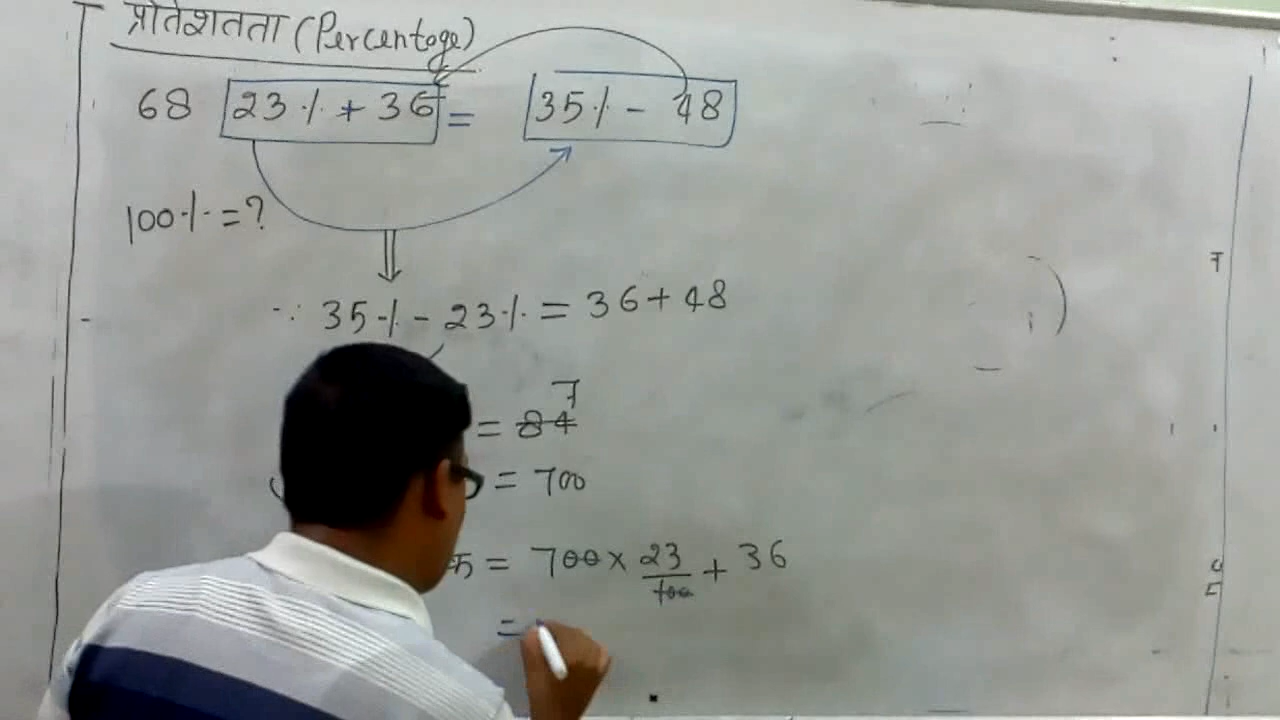 प्रतिशतता (Percentage)
68 23% + 36 = 35% - 48
100% = ?
∵ 35% - 23% = 36 + 48
7
= 84
= 700
= 700 × 23/100 + 36
=